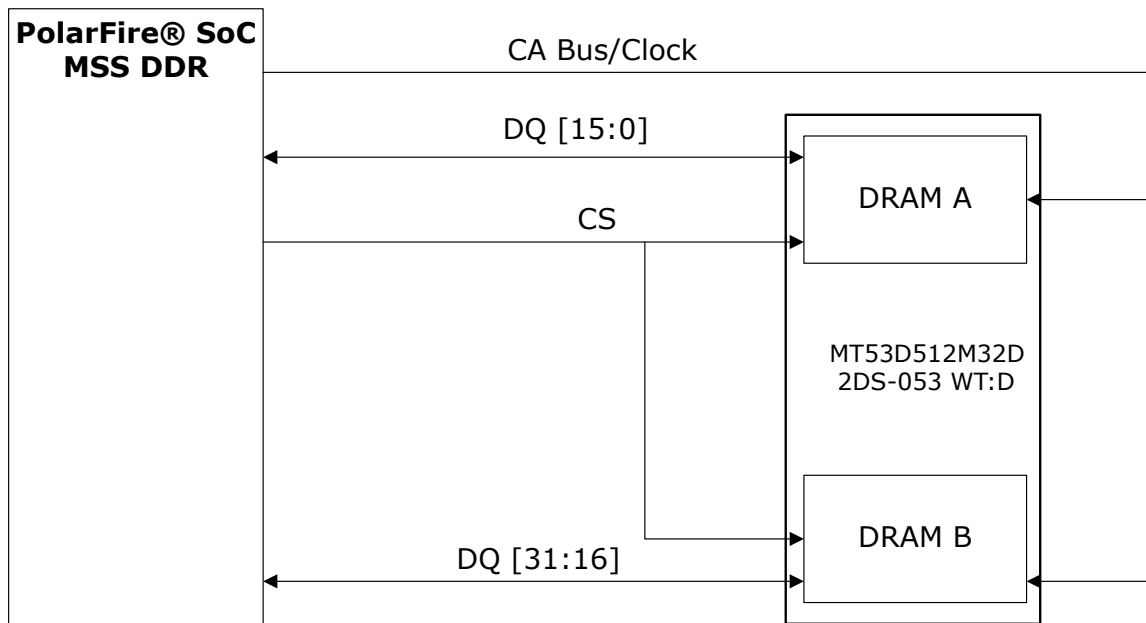 PolarFire® SoC
MSS DDR
CA Bus/Clock
DQ [15:0]
DRAM A
CS
MT53D512M32D
2DS-053 WT:D
DRAM B
DQ [31:16]